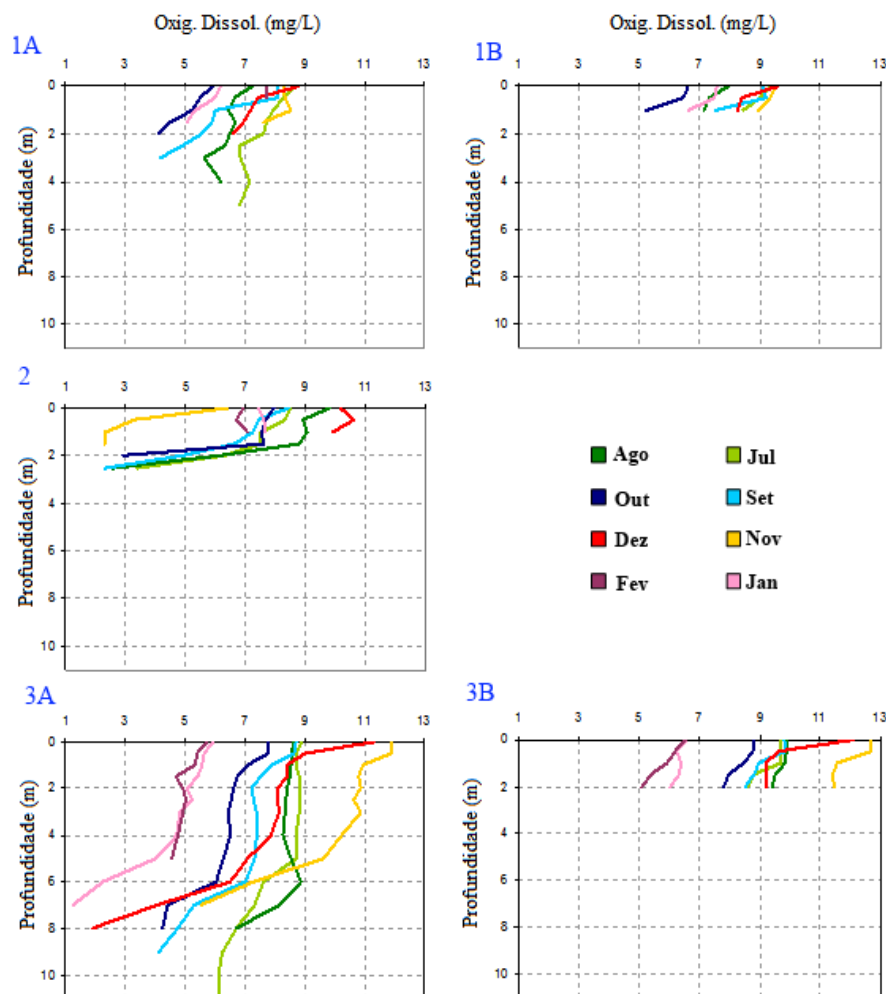 Oxig. Dissol. (mg/L)
Oxig. Dissol. (mg/L)
1A
1 3 5 7 9 11 13
0
2
4
6
8
10
Profundidade (m)
1B
1 3 5 7 9 11 13
0
2
4
6
8
10
Profundidade (m)
2
1 3 5 7 9 11 13
0
2
4
6
8
10
Profundidade (m)
Ago Jul
Out Set
Dez Nov
Fev Jan
3A
1 3 5 7 9 11 13
0
2
4
6
8
10
Profundidade (m)
3B
1 3 5 7 9 11 13
0
2
4
6
8
10
Profundidade (m)